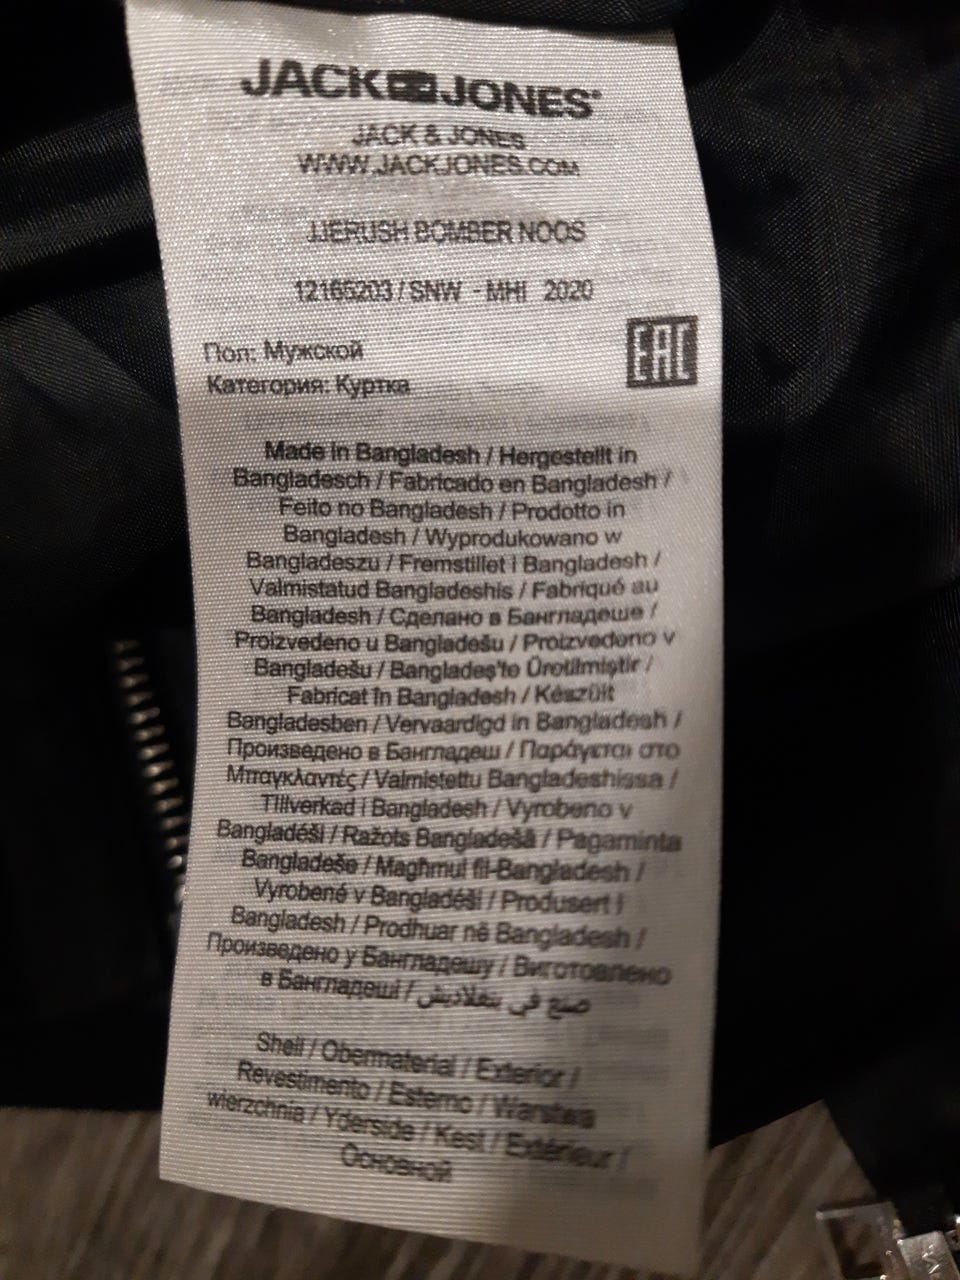 JACK & JONES®
JACK & JONES
WWW.JACKJONES.COM
JJERUSH BOMBER NOOS
12165203 / SNW - MHI 2020
EAC
Пол: Мужской
Категория: Куртка
Made in Bangladesh / Hergestellt in
Bangladesch / Fabricado en Bangladesh /
Feito no Bangladesh / Prodotto in
Bangladesh / Wyprodukowano w
Bangladeszu / Fremstillet i Bangladesh /
Valmistatud Bangladeshis / Fabriqué au
Bangladesh / Сделано в Бангладеше /
Proizvedeno u Bangladešu / Proizvedeno v
Bangladešu / Bangladeş'te Üretilmiştir /
Fabricat în Bangladesh / Készült
Bangladesben / Vervaardigd in Bangladesh /
Произведено в Бангладеш / Παράγεται στο
Μπαγκλαντές / Valmistettu Bangladeshissa /
Tillverkad i Bangladesh / Vyrobeno v
Bangladéši / Ražots Bangladešā / Pagaminta
Bangladeše / Magħmul fil-Bangladesh /
Vyrobené v Bangladéši / Produsert i
Bangladesh / Prodhuar në Bangladesh /
Произведено у Бангладешу / Виготовлено
в Бангладеші / صنع في بنغلاديش
Shell / Obermaterial / Exterior /
Revestimento / Esterno / Warstwa
wierzchnia / Yderside / Kest / Extérieur /
Основной